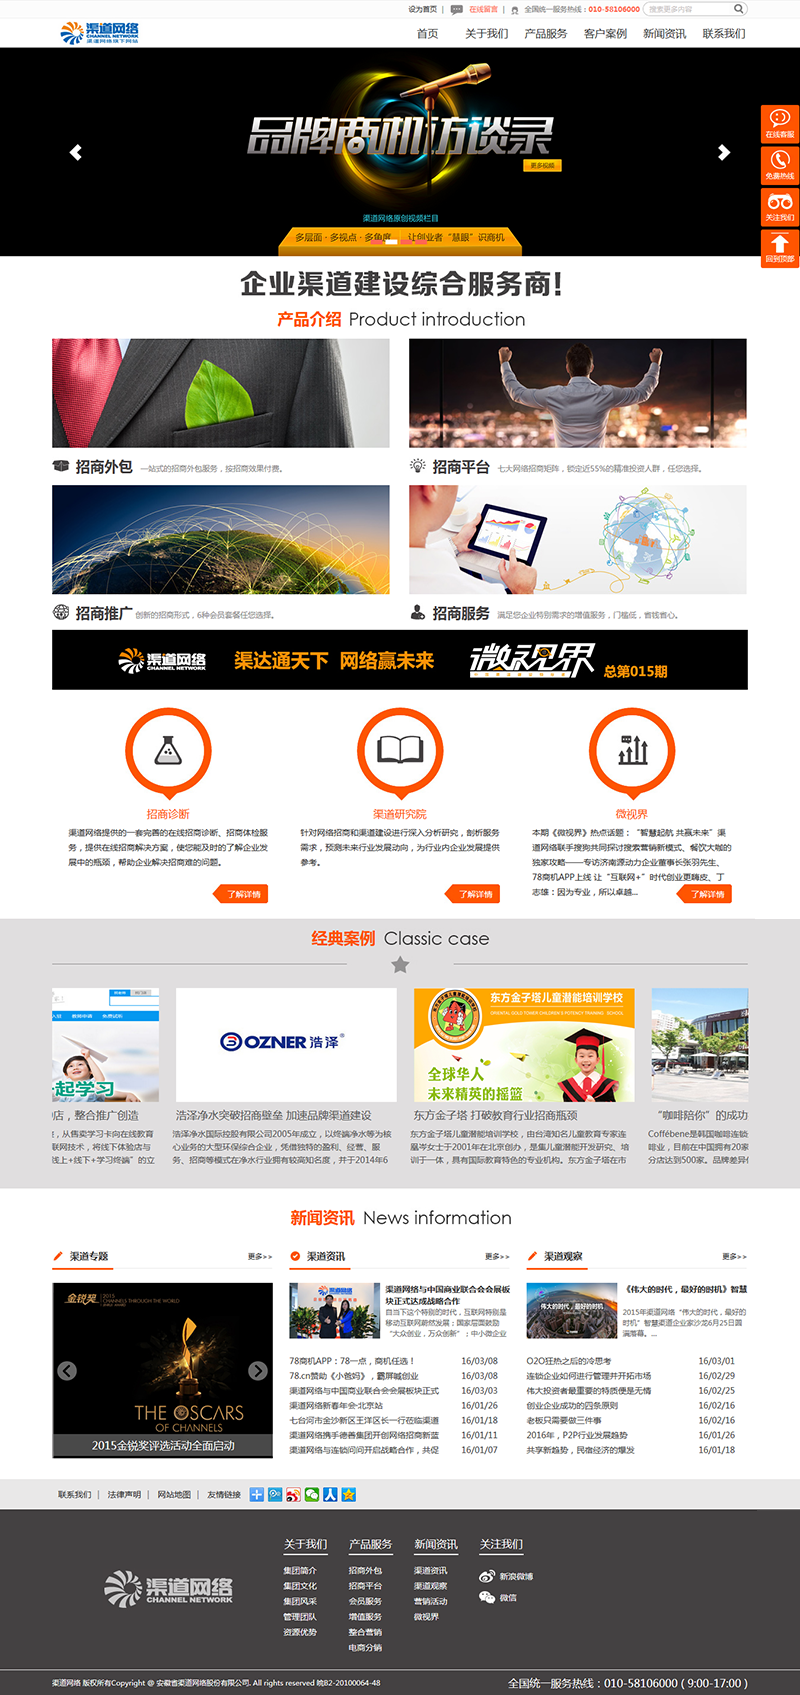 设为首页 | 在线留言 | 全国统一服务热线：010-58106000 搜索更多内容
渠道网络
CHANNEL NETWORK
渠道网络旗下网站
首页 关于我们 产品服务 客户案例 新闻资讯 联系我们
品牌商机访谈录
更多视频
渠道网络原创视频栏目
多层面 · 多视点 · 多角度 让创业者“慧眼”识商机
在线客服
免费热线
关注我们
回到顶部
企业渠道建设综合服务商!
产品介绍 Product introduction
招商外包 一站式的招商外包服务，按招商效果付费。
招商平台 七大网络招商矩阵，锁定近55%的精准投资人群，任您选择。
招商推广 创新的招商形式，6种会员套餐任您选择。
招商服务 满足您企业特别需求的增值服务，门槛低，省钱省心。
渠道网络
CHANNEL NETWORK
渠达通天下 网络赢未来
微视界
总第015期
招商诊断
渠道网络提供的一套完善的在线招商诊断、招商体检服
务，提供在线招商解决方案，使您能及时的了解企业发
展中的瓶颈，帮助企业解决招商难的问题。
了解详情
渠道研究院
针对网络招商和渠道建设进行深入分析研究，剖析服务
需求，预测未来行业发展动向，为行业内企业发展提供
参考。
了解详情
微视界
本期《微视界》热点话题：“智慧起航 共赢未来”渠
道网络联手搜狗共同探讨搜索营销新模式、餐饮大咖的
独家攻略——专访济南源动力企业董事长张羽先生、
78商机APP上线 让“互联网+”时代创业更嗨皮、丁
志雄：因为专业，所以卓越...
了解详情
经典案例 Classic case
起学习
店，整合推广创造
，从售卖学习卡向在线教育
联网技术，将线下体验店与
线上+线下+学习终端”的立
OZNER 浩泽
浩泽净水突破招商壁垒 加速品牌渠道建设
浩泽净水国际控股有限公司2005年成立，以终端净水等为核
心业务的大型环保综合企业，凭借独特的盈利、经营、服
务、招商等模式在净水行业拥有较高知名度，并于2014年6
东方金子塔儿童潜能培训学校
ORIENTAL GOLD TOWER CHILDREN'S POTENCY TRAINING SCHOOL
全球华人
未来精英的摇篮
东方金子塔 打破教育行业招商瓶颈
东方金子塔儿童潜能培训学校，由台湾知名儿童教育专家连
凰岑女士于2001年在北京创办，是集儿童潜能开发研究、培
训于一体，具有国际教育特色的专业机构。东方金子塔在市
“咖啡陪你”的成功
Coffébene是韩国咖啡连锁
啡业，目前在中国拥有20家
分店达到500家。品牌差异化
新闻资讯 News information
渠道专题 更多>>
金锐奖 2015
CHANNELS THROUGH THE WORLD
THE OSCARS
OF CHANNELS
2015金锐奖评选活动全面启动
渠道资讯 更多>>
渠道网络与中国商业联合会会展板
块正式达成战略合作
自当下这个特别的时代，互联网特别是
移动互联网蔚然发展；国家层面鼓励
“大众创业，万众创新”；中小微企业
78商机APP：78一点，商机任选！ 16/03/08
78.cn赞助《小爸妈》，霸屏喊创业 16/03/08
渠道网络与中国商业联合会会展板块正式 16/03/03
渠道网络新春年会·北京站 16/01/26
七台河市金沙新区王洋区长一行莅临渠道 16/01/18
渠道网络携手德善集团开创网络招商新蓝 16/01/11
渠道网络与连锁问问开启战略合作，共促 16/01/07
渠道观察 更多>>
伟大的时代，最好的时机
《伟大的时代，最好的时机》智慧
2015年渠道网络“伟大的时代，最好的
时机”智慧渠道企业家沙龙6月25日圆
满落幕。...
O2O狂热之后的冷思考 16/03/01
连锁企业如何进行管理并开拓市场 16/02/29
伟大投资者最重要的特质便是无情 16/02/25
创业企业成功的四条原则 16/02/16
老板只需要做三件事 16/02/16
2016年，P2P行业发展趋势 16/01/26
共享新趋势，民宿经济的爆发 16/01/18
联系我们 | 法律声明 | 网站地图 | 友情链接
渠道网络
CHANNEL NETWORK
关于我们
集团简介
集团文化
集团风采
管理团队
资源优势
产品服务
招商外包
招商平台
会员服务
增值服务
整合营销
电商分销
新闻资讯
渠道资讯
渠道观察
营销活动
微视界
关注我们
新浪微博
微信
渠道网络 版权所有Copyright @ 安徽省渠道网络股份有限公司. All rights reserved 皖B2-20100064-48
全国统一服务热线：010-58106000 ( 9:00-17:00 )